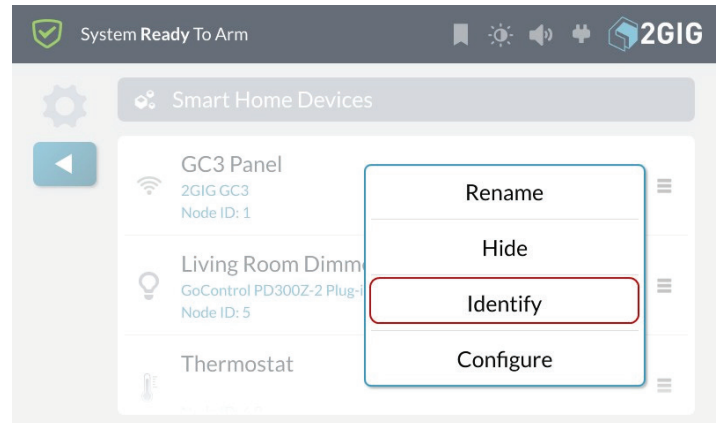 System Ready To Arm
2GIG
Smart Home Devices
GC3 Panel
2GIG GC3
Node ID: 1
Rename
Hide
Living Room Dimme
GoControl PD300Z-2 Plug-i
Node ID: 5
Identify
Configure
Thermostat